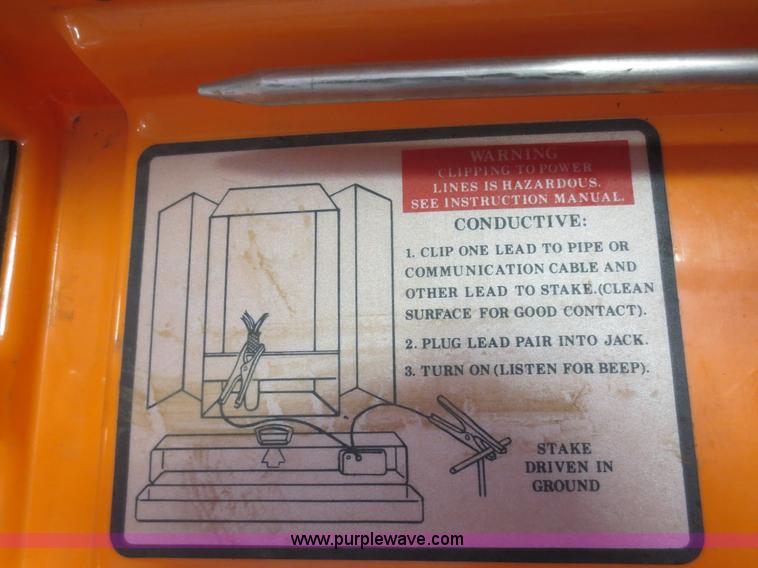 WARNING
CLIPPING TO POWER
LINES IS HAZARDOUS.
SEE INSTRUCTION MANUAL.
CONDUCTIVE:
1. CLIP ONE LEAD TO PIPE OR
COMMUNICATION CABLE AND
OTHER LEAD TO STAKE.(CLEAN
SURFACE FOR GOOD CONTACT).
2. PLUG LEAD PAIR INTO JACK.
3. TURN ON (LISTEN FOR BEEP).
STAKE
DRIVEN IN
GROUND
www.purplewave.com